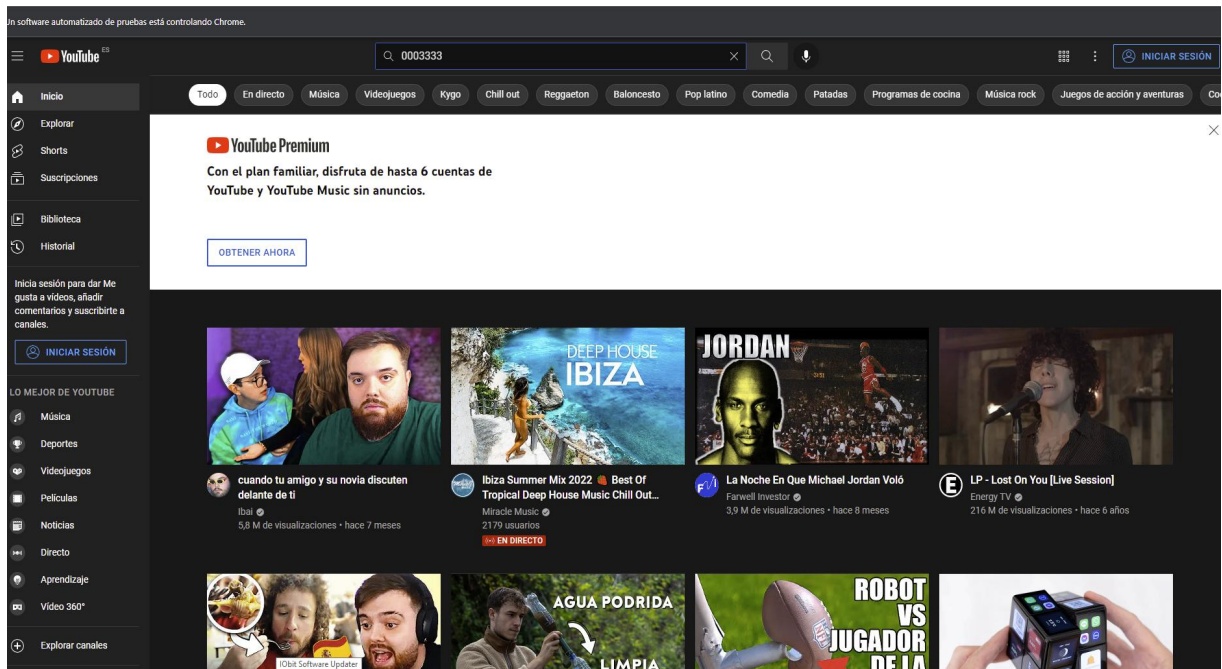 Un software automatizado de pruebas está controlando Chrome.
YouTube ES
0003333
INICIAR SESIÓN
Inicio
Explorar
Shorts
Suscripciones
Biblioteca
Historial
Inicia sesión para dar Me
gusta a vídeos, añadir
comentarios y suscribirte a
canales.
INICIAR SESIÓN
LO MEJOR DE YOUTUBE
Música
Deportes
Videojuegos
Películas
Noticias
Directo
Aprendizaje
Vídeo 360°
Explorar canales
Todo En directo Música Videojuegos Kygo Chill out Reggaeton Baloncesto Pop latino Comedia Patadas Programas de cocina Música rock Juegos de acción y aventuras
YouTube Premium
Con el plan familiar, disfruta de hasta 6 cuentas de
YouTube y YouTube Music sin anuncios.
OBTENER AHORA
cuando tu amigo y su novia discuten
delante de ti
Ibai
5,8 M de visualizaciones • hace 7 meses
DEEP HOUSE
IBIZA
Ibiza Summer Mix 2022 🍓 Best Of
Tropical Deep House Music Chill Out...
Miracle Music
2179 usuarios
EN DIRECTO
JORDAN
F/I
La Noche En Que Michael Jordan Voló
Farwell Investor
3,9 M de visualizaciones • hace 8 meses
E
LP - Lost On You [Live Session]
Energy TV
216 M de visualizaciones • hace 6 años
IObit Software Updater
AGUA PODRIDA
LIMPIA
ROBOT
VS
JUGADOR
DE LA